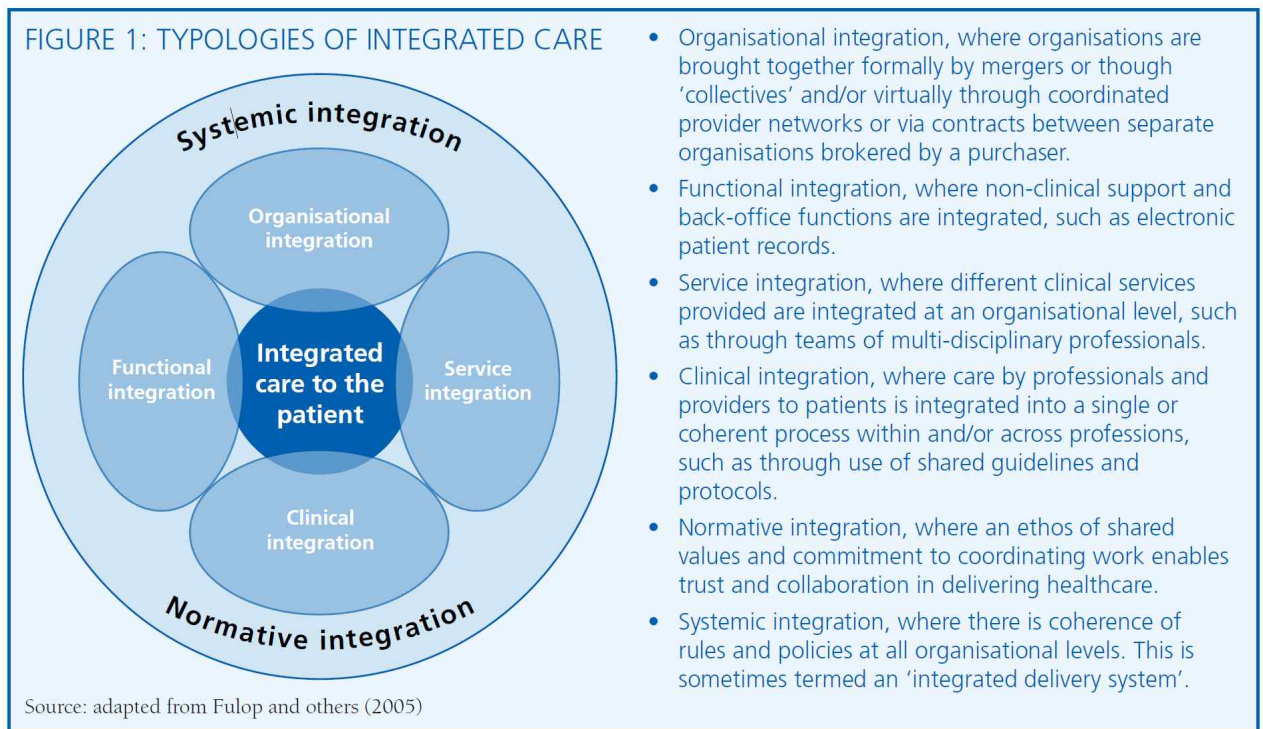 FIGURE 1: TYPOLOGIES OF INTEGRATED CARE
Systemic integration
Organisational
integration
Functional
integration
Integrated
care to the
patient
Service
integration
Clinical
integration
Normative integration
Source: adapted from Fulop and others (2005)
• Organisational integration, where organisations are
brought together formally by mergers or though
‘collectives’ and/or virtually through coordinated
provider networks or via contracts between separate
organisations brokered by a purchaser.
• Functional integration, where non-clinical support and
back-office functions are integrated, such as electronic
patient records.
• Service integration, where different clinical services
provided are integrated at an organisational level, such
as through teams of multi-disciplinary professionals.
• Clinical integration, where care by professionals and
providers to patients is integrated into a single or
coherent process within and/or across professions,
such as through use of shared guidelines and
protocols.
• Normative integration, where an ethos of shared
values and commitment to coordinating work enables
trust and collaboration in delivering healthcare.
• Systemic integration, where there is coherence of
rules and policies at all organisational levels. This is
sometimes termed an ‘integrated delivery system’.